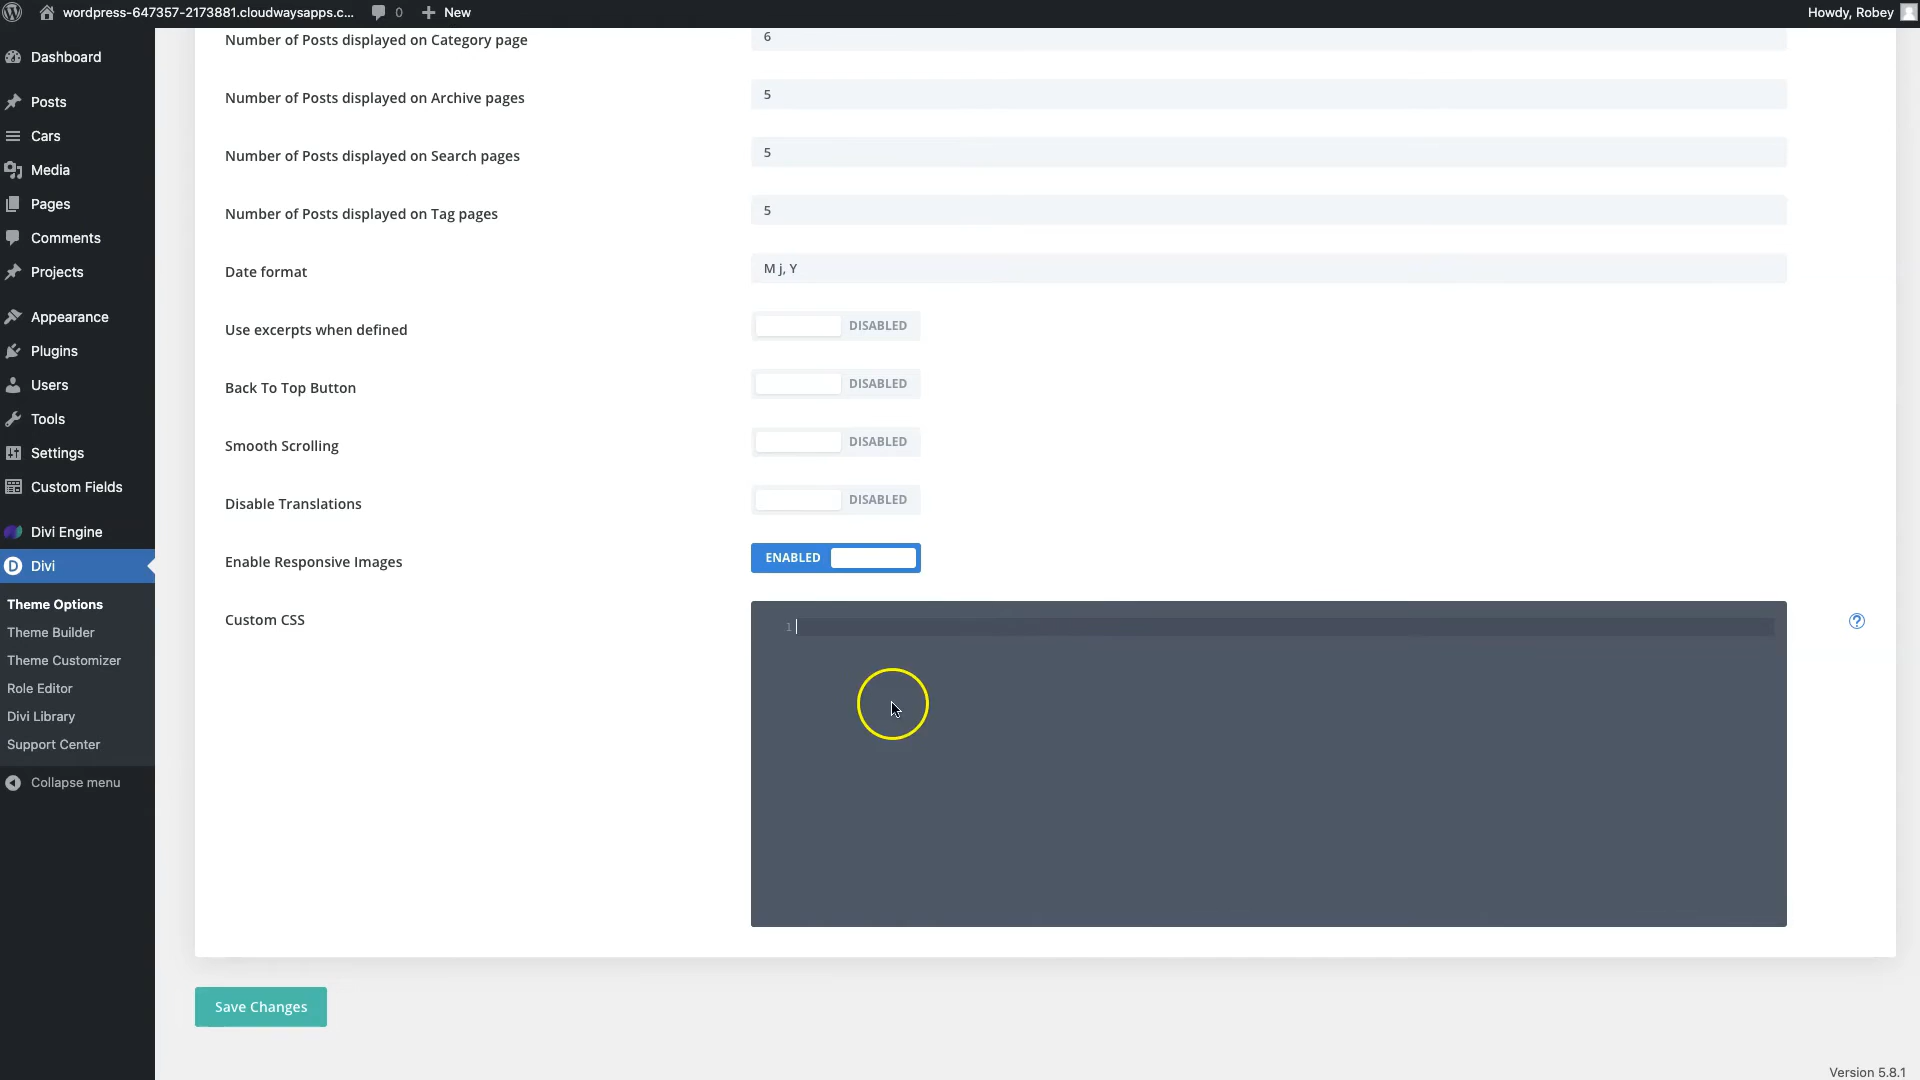 wordpress-647357-2173881.cloudwaysapps.c...
0
New
Howdy, Robey
Dashboard
Posts
Cars
Media
Pages
Comments
Projects
Appearance
Plugins
Users
Tools
Settings
Custom Fields
Divi Engine
D
Divi
Theme Options
Theme Builder
Theme Customizer
Role Editor
Divi Library
Support Center
Collapse menu
Number of Posts displayed on Category page
6
Number of Posts displayed on Archive pages
5
Number of Posts displayed on Search pages
5
Number of Posts displayed on Tag pages
5
Date format
M j, Y
Use excerpts when defined
DISABLED
Back To Top Button
DISABLED
Smooth Scrolling
DISABLED
Disable Translations
DISABLED
Enable Responsive Images
ENABLED
Custom CSS
1
?
Save Changes
Version 5.8.1